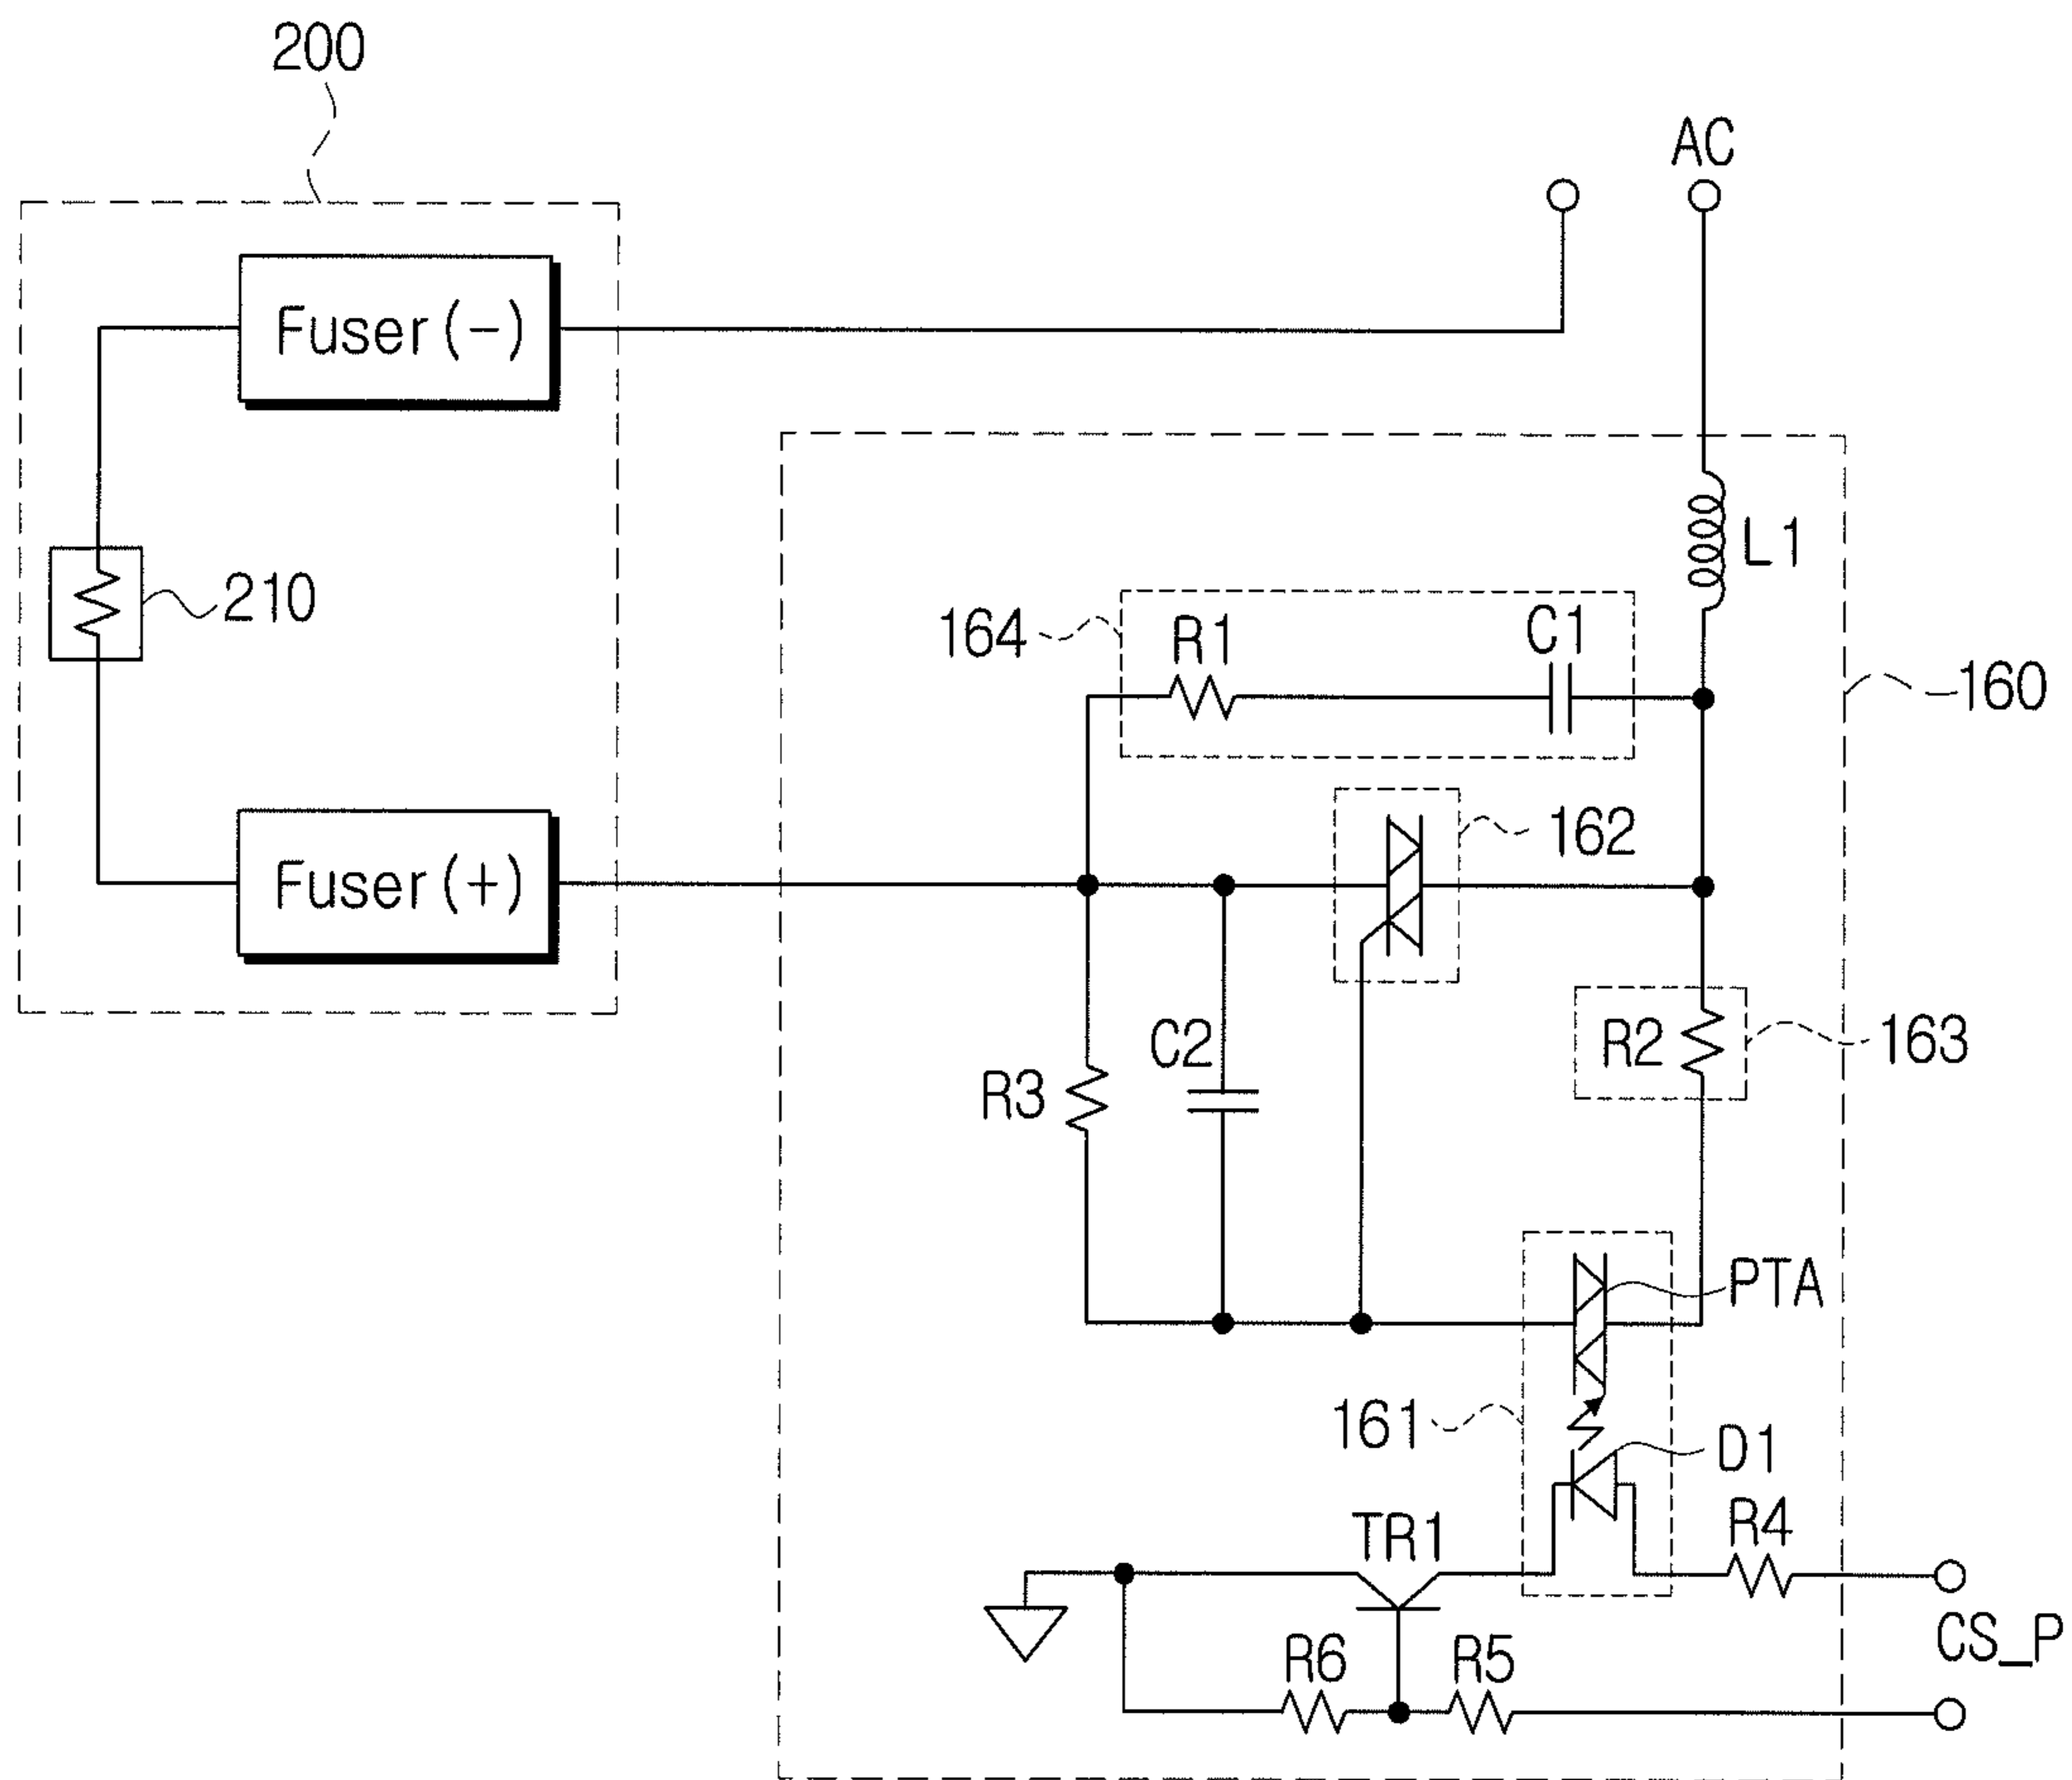 200
AC
Fuser(-)
L1
210
164
R1
C1
160
162
Fuser(+)
R2
163
C2
R3
PTA
161
D1
TR1
R4
CS_P
R6
R5